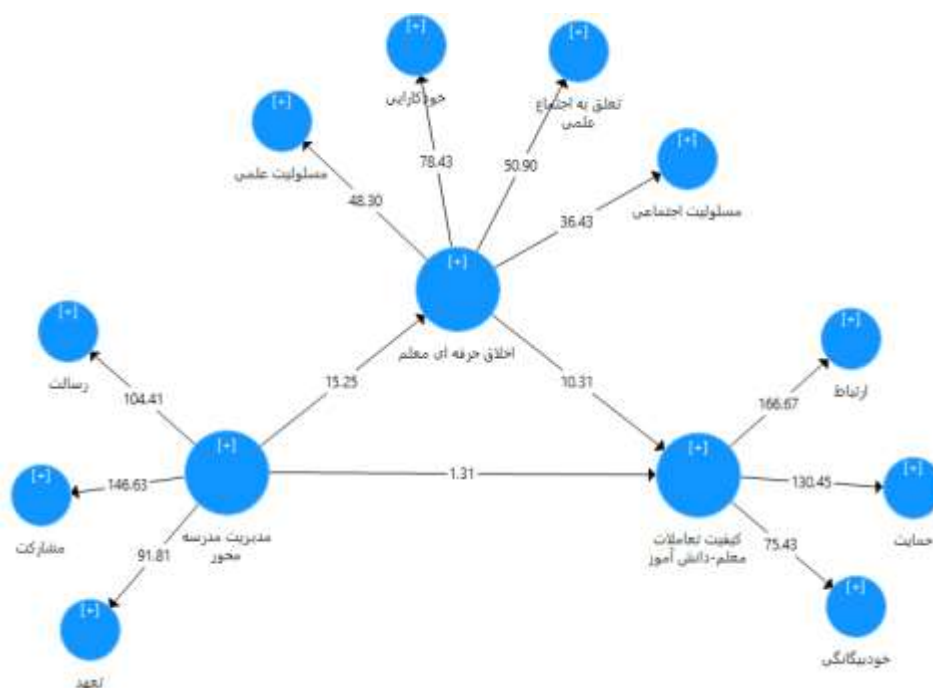 [+]
خودکارایی
[+]
تعلق به اجتماع
علمی
[+]
مسئولیت علمی
[+]
مسئولیت اجتماعی
78.43
50.90
48.30
36.43
[+]
اخلاق حرفه ای معلم
[+]
رسالت
[+]
ارتباط
15.25
10.31
104.41
166.67
[+]
مدیریت مدرسه
محور
[+]
کیفیت تعاملات
معلم-دانش آموز
1.31
[+]
مشارکت
146.63
[+]
حمایت
130.45
91.81
75.43
[+]
تعهد
[+]
خودبیگانگی